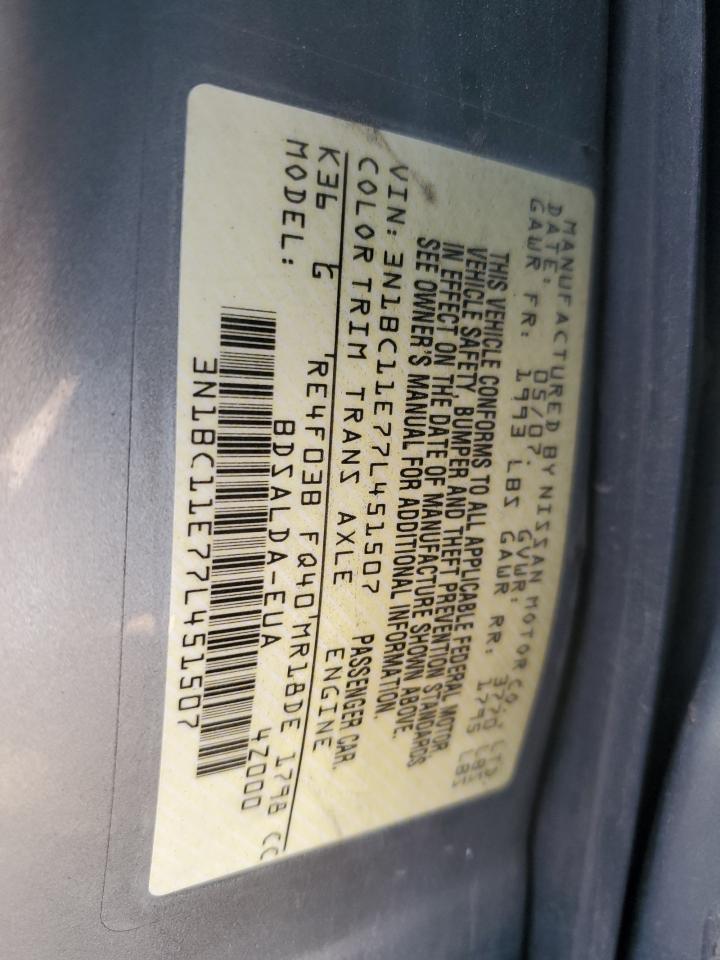 MANUFACTURED BY NISSAN MOTOR CO., LTD.
DATE: 05/07 GVWR: 3770 LBS
GAWR FR: 1993 LBS GAWR RR: 1795 LBS
THIS VEHICLE CONFORMS TO ALL APPLICABLE FEDERAL MOTOR
VEHICLE SAFETY, BUMPER AND THEFT PREVENTION STANDARDS
IN EFFECT ON THE DATE OF MANUFACTURE SHOWN ABOVE.
SEE OWNER'S MANUAL FOR ADDITIONAL INFORMATION.
VIN: 3N1BC11E77L451507 PASSENGER CAR.
COLOR TRIM TRANS AXLE ENGINE
K36 G RE4F03B FQ40 MR18DE 1798 CC
MODEL: BDSALDA-EUA 4Z000
3N1BC11E77L451507